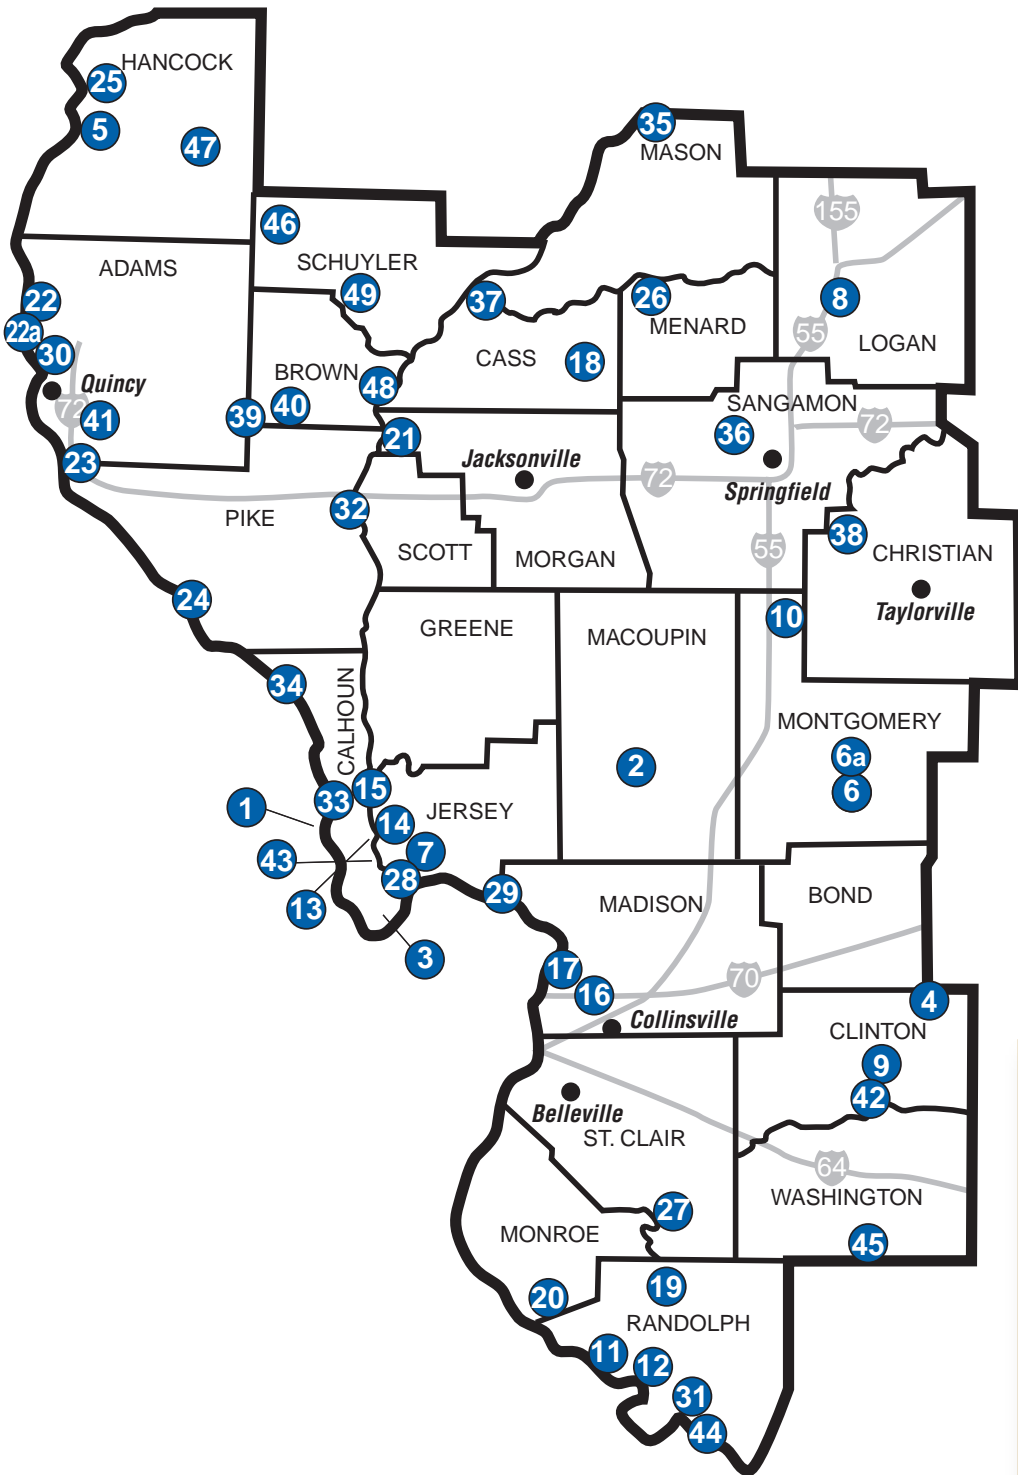 HANCOCK
25
5
47
35
MASON
155
46
SCHUYLER
ADAMS
49
37
26
8
22
22a
MENARD
55
LOGAN
30
CASS
18
BROWN
48
Quincy
72
41
39
40
SANGAMON
72
36
21
23
Jacksonville
72
Springfield
32
PIKE
SCOTT
MORGAN
55
38
CHRISTIAN
24
Taylorville
10
GREENE
MACOUPIN
34
CALHOUN
MONTGOMERY
6a
2
6
15
33
1
JERSEY
14
7
43
28
13
29
MADISON
BOND
3
17
70
16
4
Collinsville
CLINTON
9
42
Belleville
ST. CLAIR
64
WASHINGTON
27
MONROE
45
19
20
RANDOLPH
11
12
31
44